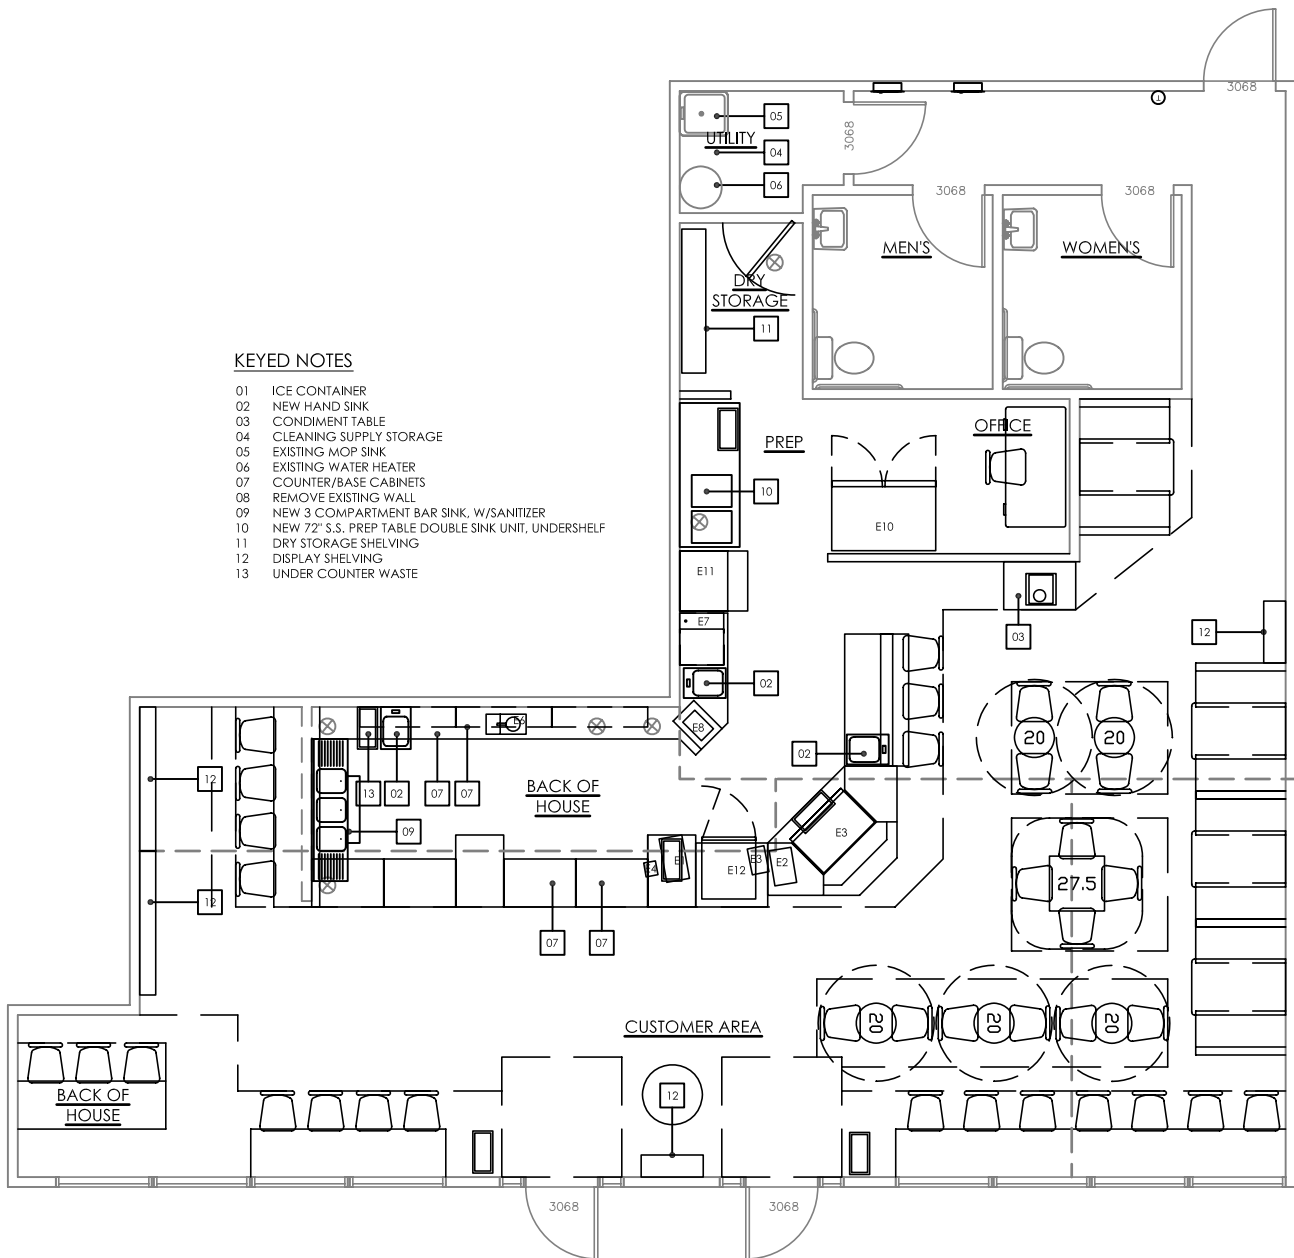 3068
05
UTILITY
04
3068
06
3068
3068
MEN'S
WOMEN'S
DRY
STORAGE
11
KEYED NOTES
01 ICE CONTAINER
02 NEW HAND SINK
03 CONDIMENT TABLE
04 CLEANING SUPPLY STORAGE
05 EXISTING MOP SINK
06 EXISTING WATER HEATER
07 COUNTER/BASE CABINETS
08 REMOVE EXISTING WALL
09 NEW 3 COMPARTMENT BAR SINK, W/SANITIZER
10 NEW 72" S.S. PREP TABLE DOUBLE SINK UNIT, UNDERSHELF
11 DRY STORAGE SHELVING
12 DISPLAY SHELVING
13 UNDER COUNTER WASTE
OFFICE
PREP
10
E10
E11
E7
03
12
02
E6
E8
20
20
02
12
13
02
07
07
BACK OF
HOUSE
09
E3
E1
E4
E12
E3
E2
27.5
12
07
07
20
20
20
CUSTOMER AREA
BACK OF
HOUSE
12
3068
3068